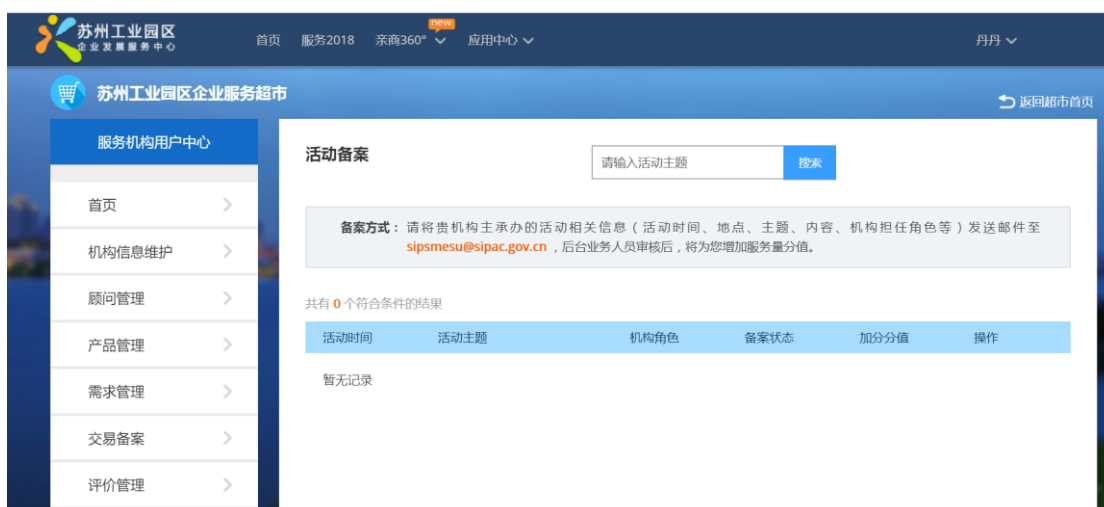 苏州工业园区
企业发展服务中心
首页 服务2018 亲商360° new 应用中心 丹丹
苏州工业园区企业服务超市
返回超市首页
服务机构用户中心
首页
机构信息维护
顾问管理
产品管理
需求管理
交易备案
评价管理
活动备案
请输入活动主题 搜索
备案方式：请将贵机构主承办的活动相关信息（活动时间、地点、主题、内容、机构担任角色等）发送邮件至
sipsmesu@sipac.gov.cn ，后台业务人员审核后，将为您增加服务量分值。
共有 0 个符合条件的结果
活动时间 活动主题 机构角色 备案状态 加分分值 操作
暂无记录